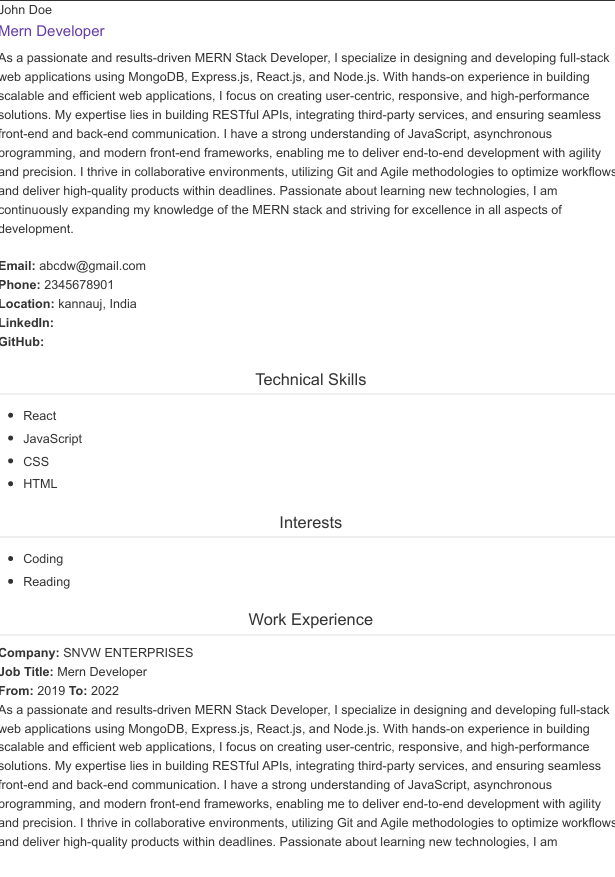 John Doe
Mern Developer
As a passionate and results-driven MERN Stack Developer, I specialize in designing and developing full-stack
web applications using MongoDB, Express.js, React.js, and Node.js. With hands-on experience in building
scalable and efficient web applications, I focus on creating user-centric, responsive, and high-performance
solutions. My expertise lies in building RESTful APIs, integrating third-party services, and ensuring seamless
front-end and back-end communication. I have a strong understanding of JavaScript, asynchronous
programming, and modern front-end frameworks, enabling me to deliver end-to-end development with agility
and precision. I thrive in collaborative environments, utilizing Git and Agile methodologies to optimize workflows
and deliver high-quality products within deadlines. Passionate about learning new technologies, I am
continuously expanding my knowledge of the MERN stack and striving for excellence in all aspects of
development.
Email: abcdw@gmail.com
Phone: 2345678901
Location: kannauj, India
LinkedIn:
GitHub:
Technical Skills
• React
• JavaScript
• CSS
• HTML
Interests
• Coding
• Reading
Work Experience
Company: SNVW ENTERPRISES
Job Title: Mern Developer
From: 2019 To: 2022
As a passionate and results-driven MERN Stack Developer, I specialize in designing and developing full-stack
web applications using MongoDB, Express.js, React.js, and Node.js. With hands-on experience in building
scalable and efficient web applications, I focus on creating user-centric, responsive, and high-performance
solutions. My expertise lies in building RESTful APIs, integrating third-party services, and ensuring seamless
front-end and back-end communication. I have a strong understanding of JavaScript, asynchronous
programming, and modern front-end frameworks, enabling me to deliver end-to-end development with agility
and precision. I thrive in collaborative environments, utilizing Git and Agile methodologies to optimize workflows
and deliver high-quality products within deadlines. Passionate about learning new technologies, I am